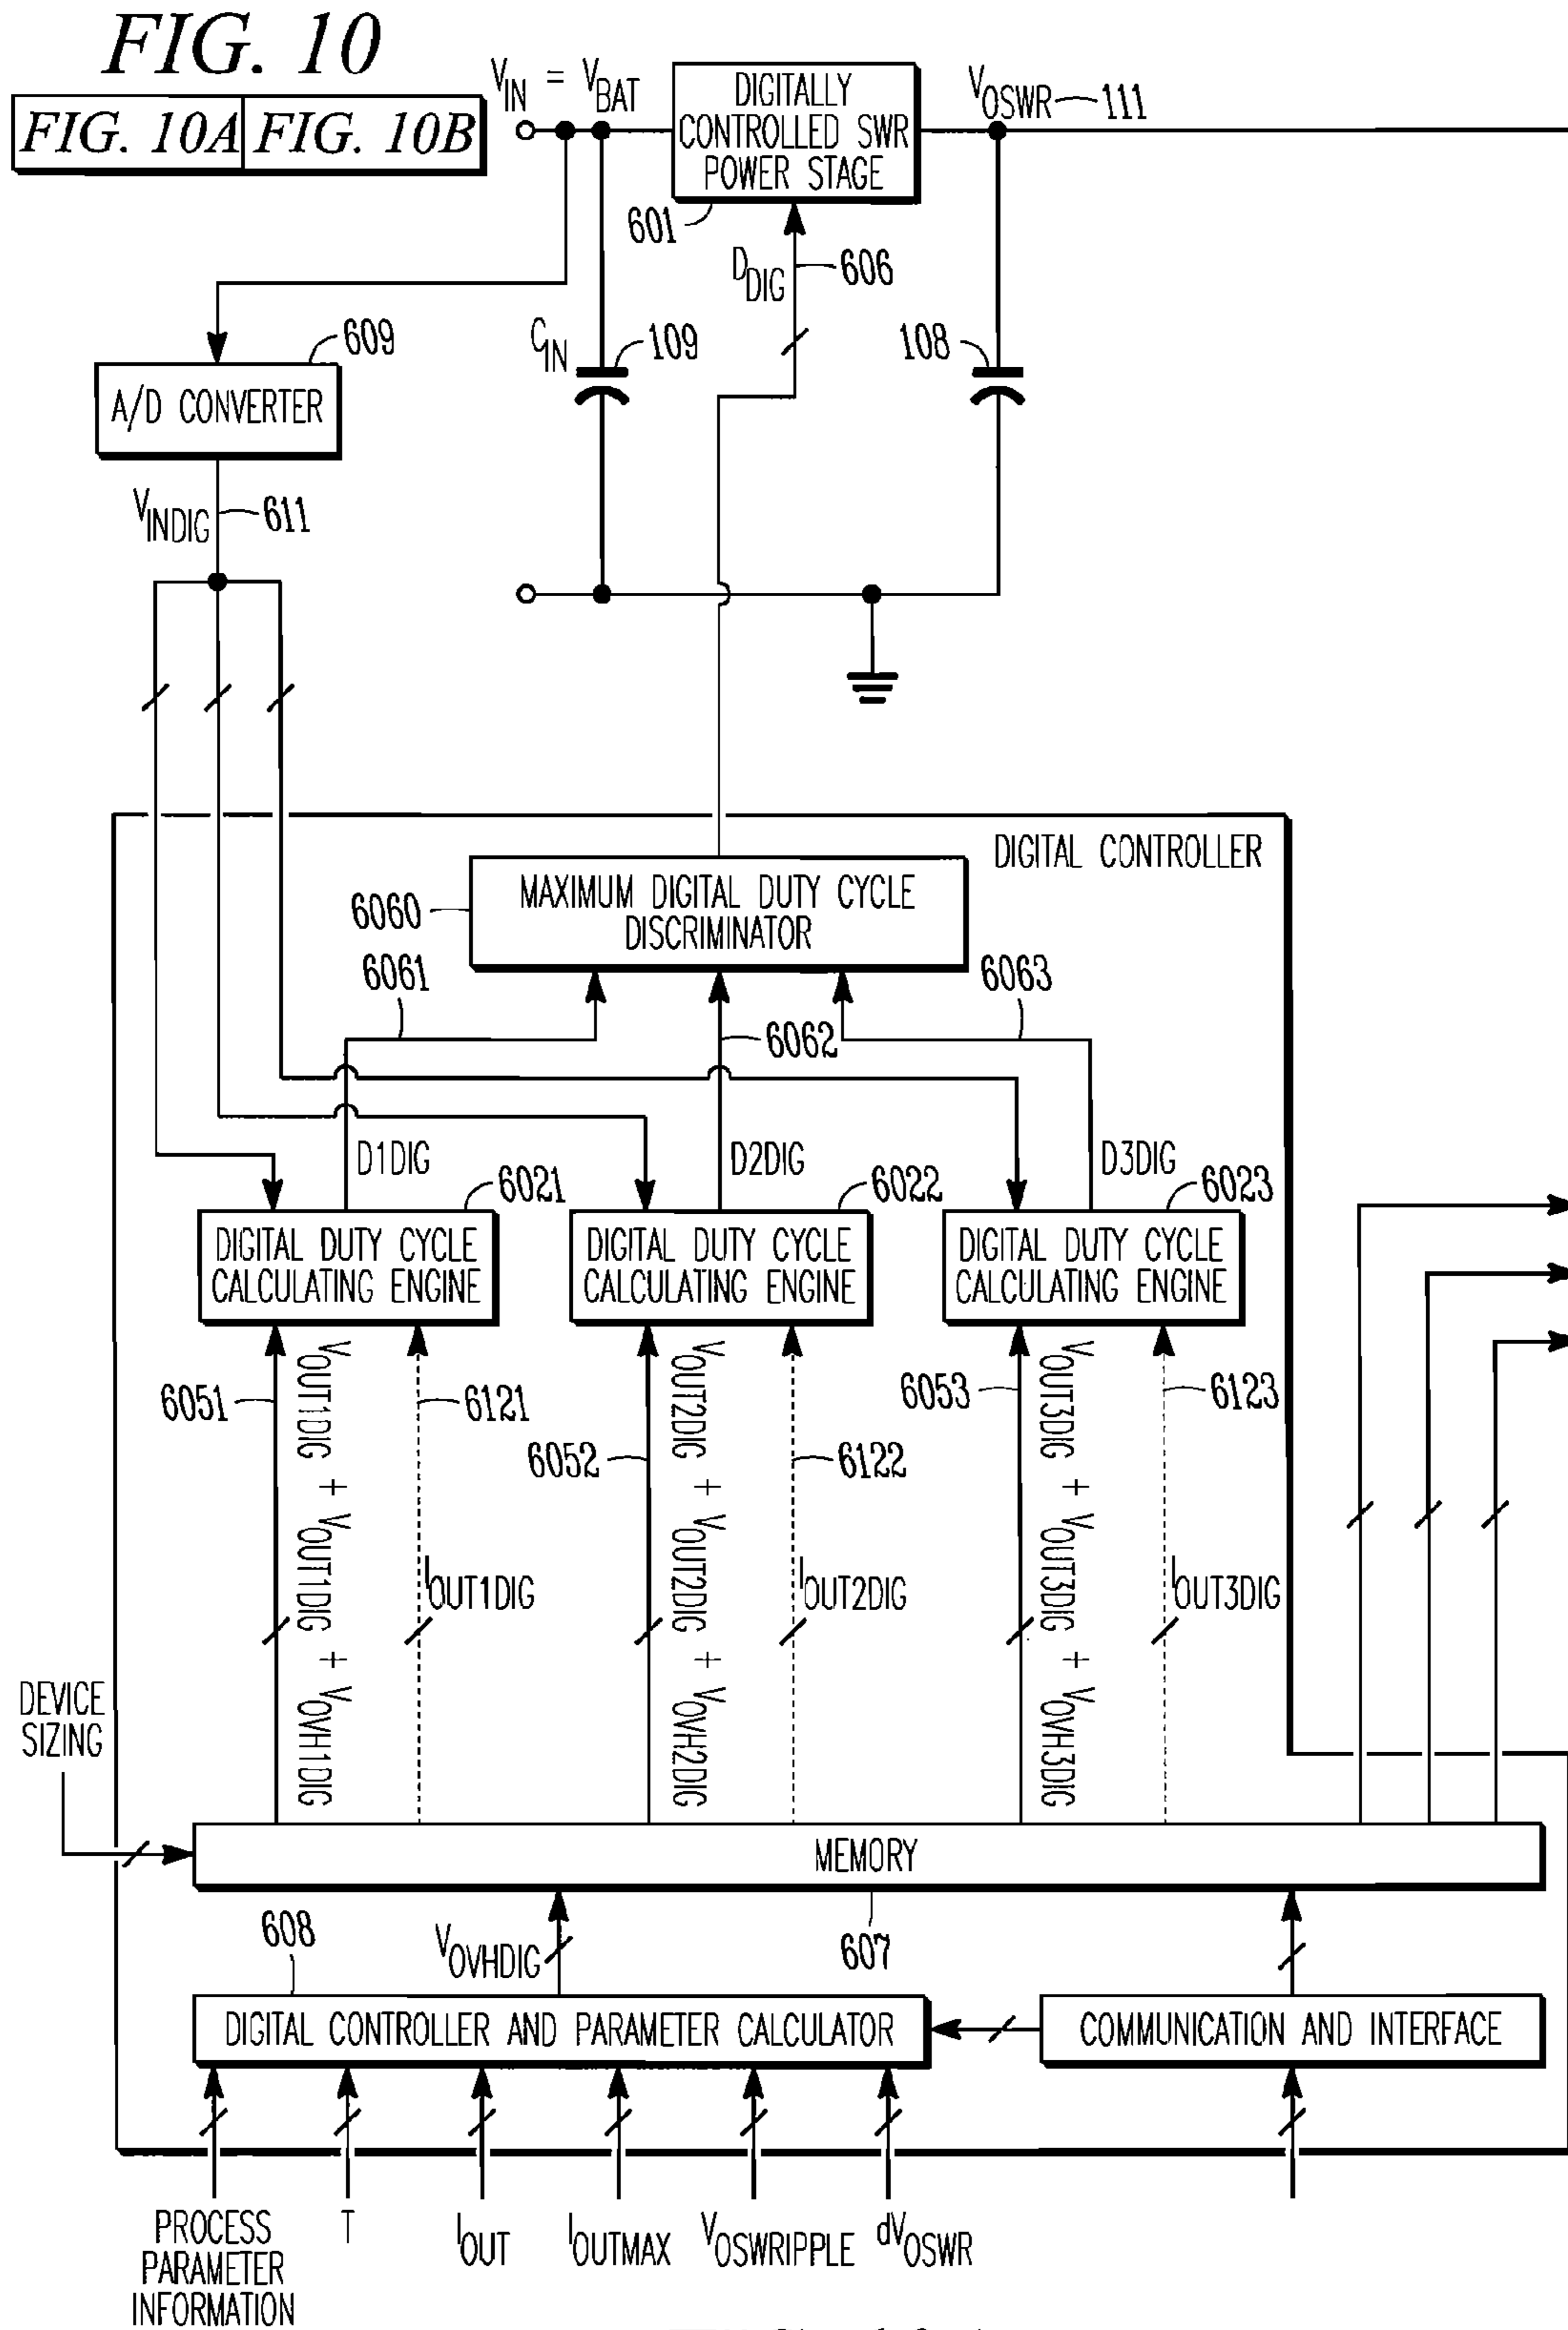 FIG. 10
FIG. 10A FIG. 10B
VIN = VBAT
DIGITALLY
CONTROLLED SWR
POWER STAGE
VOSWR 111
601
DDIG
606
609
CIN
109
108
A/D CONVERTER
VINDIG
611
DIGITAL CONTROLLER
6060
MAXIMUM DIGITAL DUTY CYCLE
DISCRIMINATOR
6061
6062
6063
D1DIG
D2DIG
D3DIG
6021
6022
6023
DIGITAL DUTY CYCLE
CALCULATING ENGINE
DIGITAL DUTY CYCLE
CALCULATING ENGINE
DIGITAL DUTY CYCLE
CALCULATING ENGINE
6051
VOUT1DIG + VOUT1DIG + VOVH1DIG
6121
IOUT1DIG
6052
VOUT2DIG + VOUT2DIG + VOVH2DIG
6122
IOUT2DIG
6053
VOUT3DIG + VOUT3DIG + VOVH3DIG
6123
IOUT3DIG
DEVICE
SIZING
MEMORY
608
VOVHDIG
607
DIGITAL CONTROLLER AND PARAMETER CALCULATOR
COMMUNICATION AND INTERFACE
PROCESS
PARAMETER
INFORMATION
T
IOUT
IOUTMAX
VOSWRIPPLE
dVOSWR